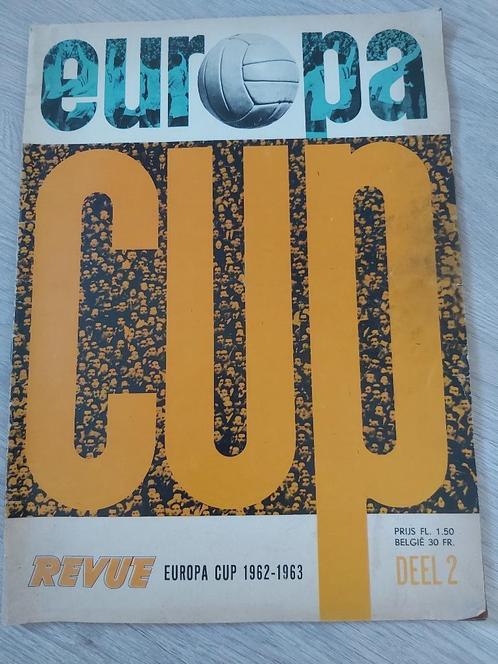 europa
cup
REVUE EUROPA CUP 1962-1963
PRIJS FL. 1.50
BELGIË 30 FR.
DEEL 2